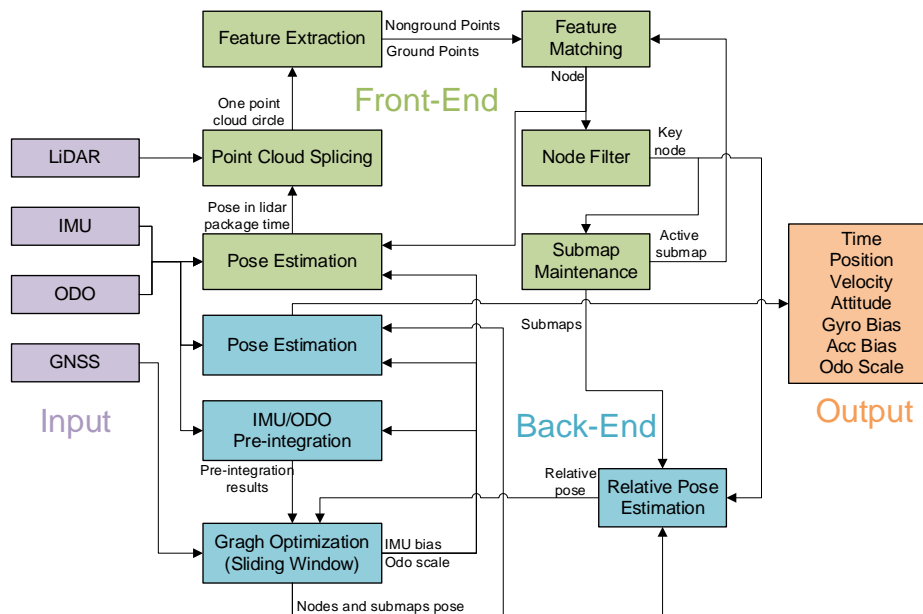 Feature Extraction
Nonground Points
Ground Points
Feature
Matching
Node
Front-End
One point
cloud circle
LiDAR
Point Cloud Splicing
Node Filter
Key
node
Pose in lidar
package time
IMU
Pose Estimation
Submap
Maintenance
Active
submap
ODO
Time
Position
Velocity
Attitude
Gyro Bias
Acc Bias
Odo Scale
Submaps
Pose Estimation
GNSS
Input
IMU/ODO
Pre-integration
Back-End
Output
Pre-integration
results
Relative
pose
Relative Pose
Estimation
Gragh Optimization
(Sliding Window)
IMU bias
Odo scale
Nodes and submaps pose